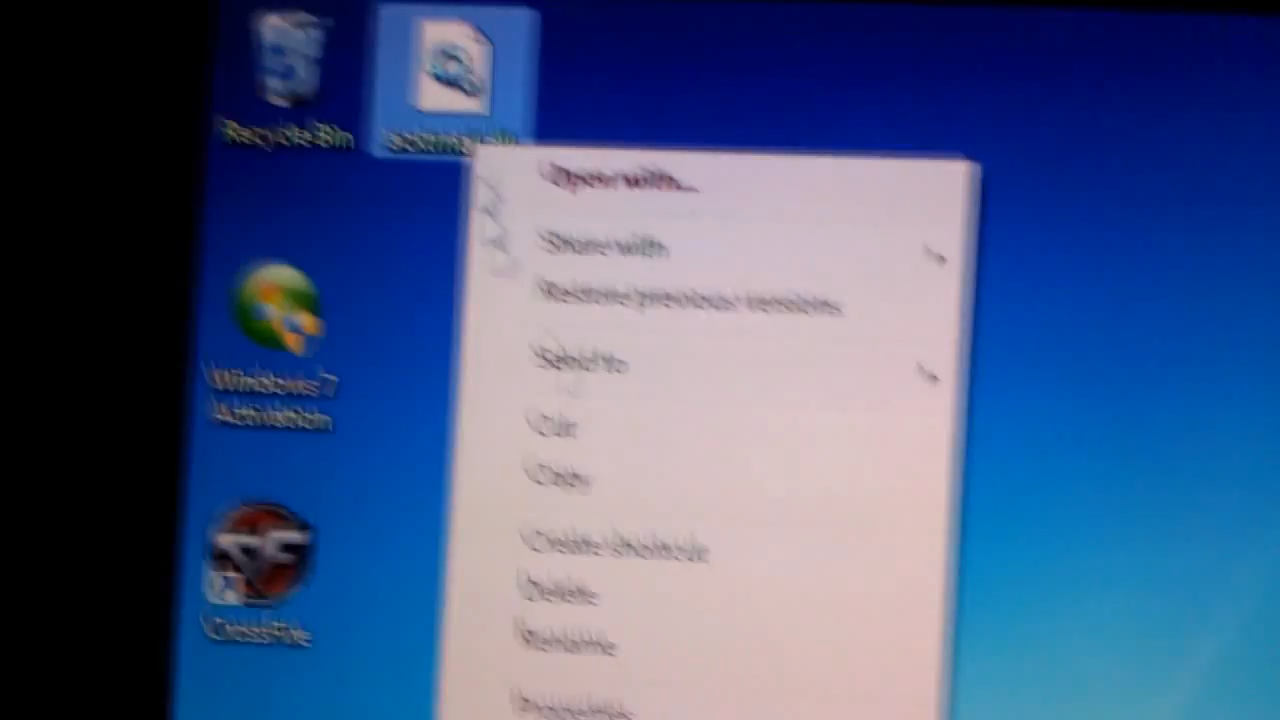 Recycle Bin
Open with...
Share with
Restore previous versions
Send to
Cut
Copy
Create shortcut
Delete
Rename
Properties
Windows 7
Activation
CrossFire